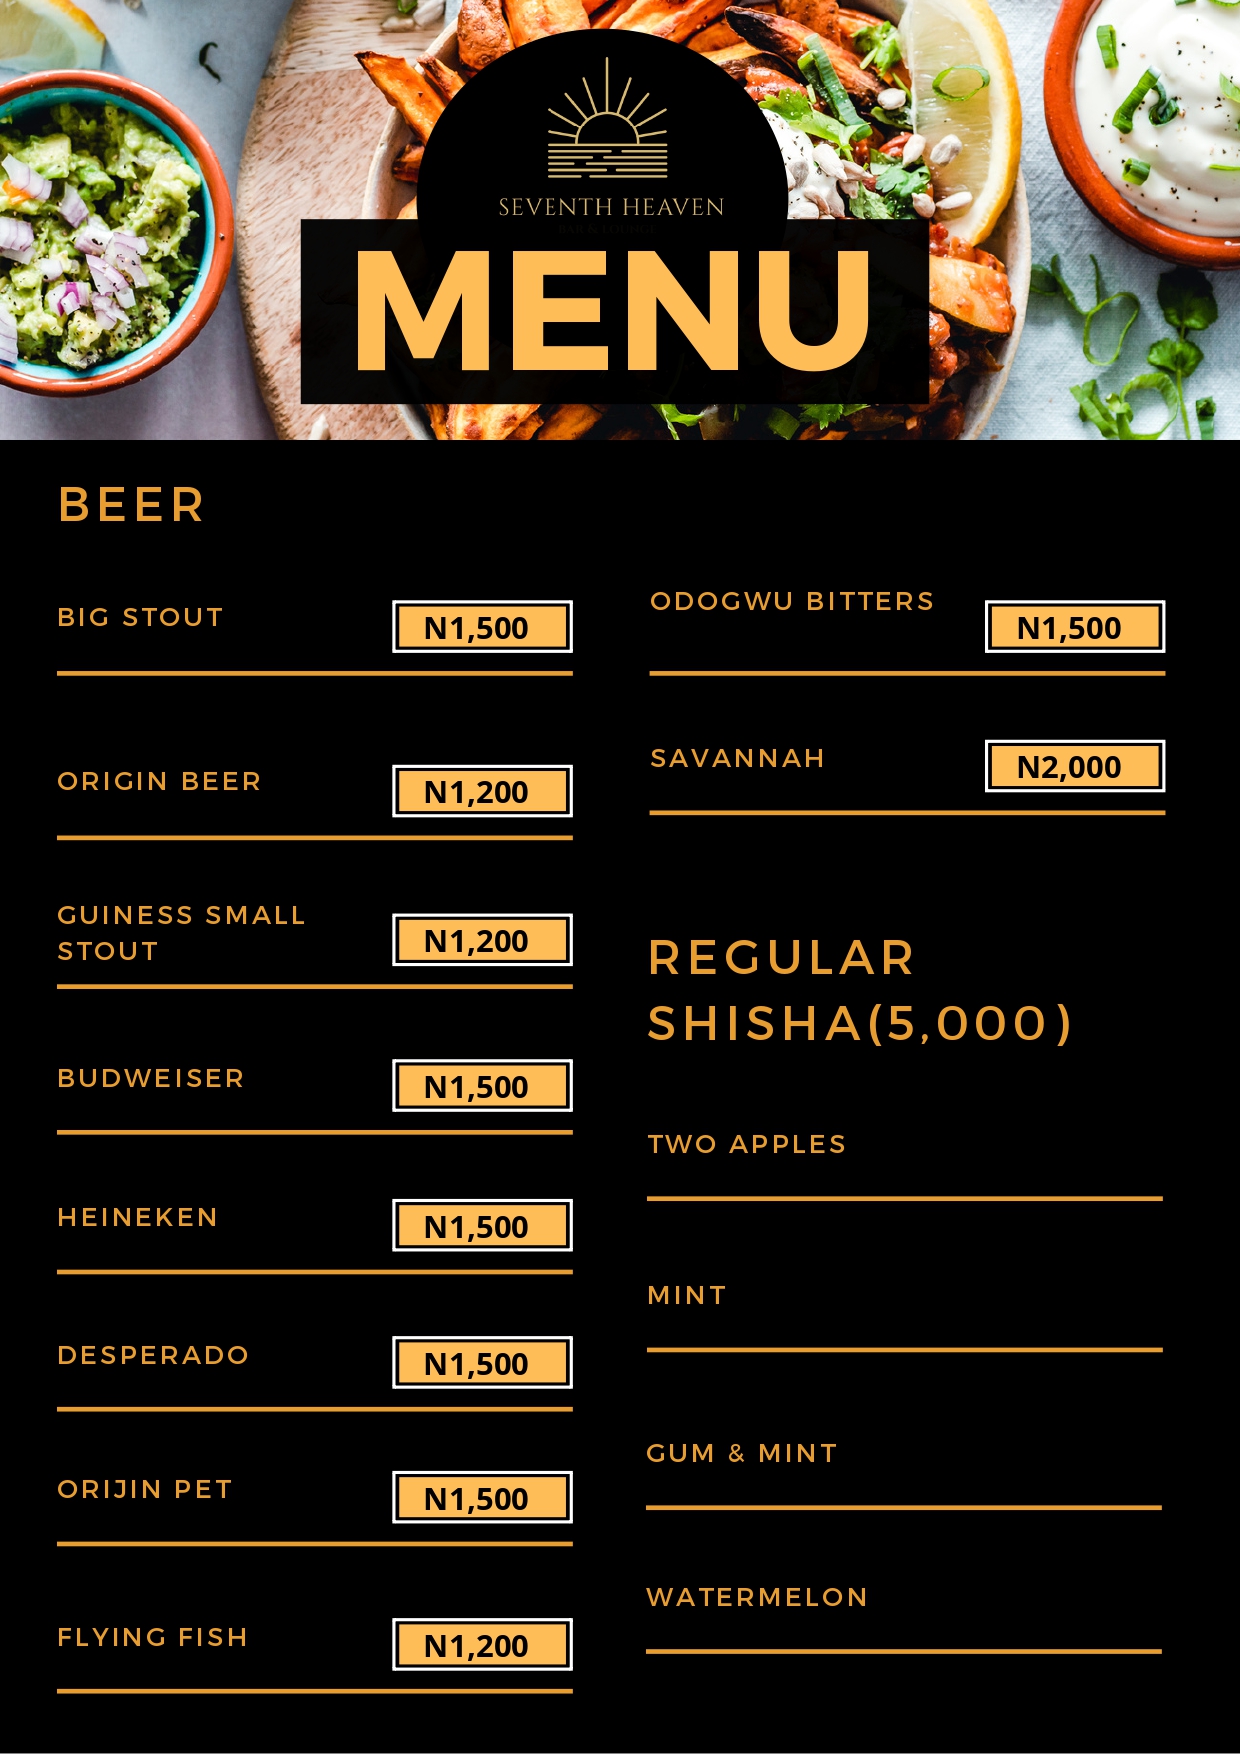 SEVENTH HEAVEN
BAR & LOUNGE
MENU
BEER
BIG STOUT N1,500
ORIGIN BEER N1,200
GUINESS SMALL
STOUT N1,200
BUDWEISER N1,500
HEINEKEN N1,500
DESPERADO N1,500
ORIJIN PET N1,500
FLYING FISH N1,200
ODOGWU BITTERS N1,500
SAVANNAH N2,000
REGULAR
SHISHA(5,000)
TWO APPLES
MINT
GUM & MINT
WATERMELON